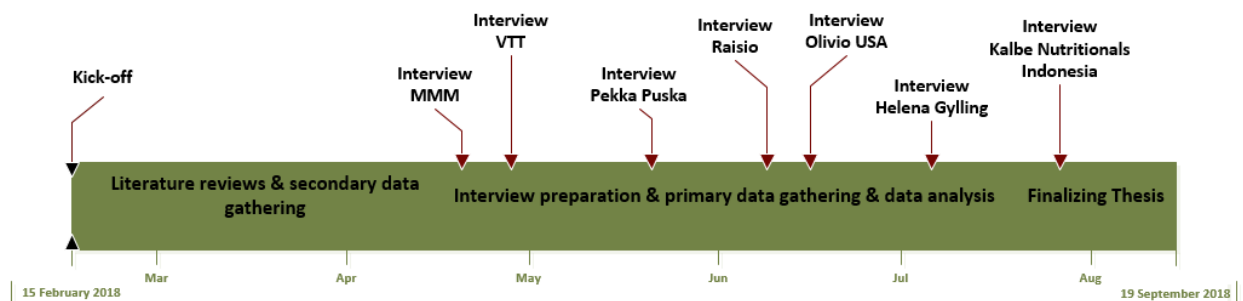 Kick-off
Interview
MMM
Interview
VTT
Interview
Pekka Puska
Interview
Raisio
Interview
Olivio USA
Interview
Helena Gylling
Interview
Kalbe Nutritionals
Indonesia
Literature reviews & secondary data
gathering
Interview preparation & primary data gathering & data analysis
Finalizing Thesis
Mar
Apr
May
Jun
Jul
Aug
15 February 2018
19 September 2018